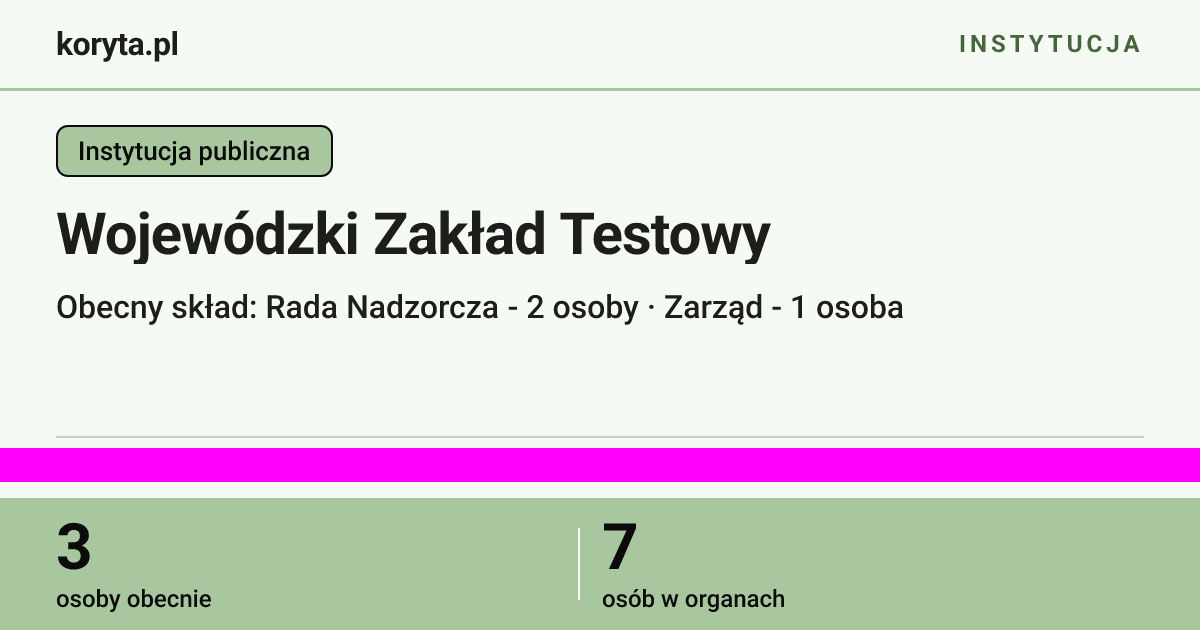 koryta.pl
INSTYTUCJA
Instytucja publiczna
Wojewódzki Zakład Testowy
Obecny skład: Rada Nadzorcza - 2 osoby · Zarząd - 1 osoba
3
osoby obecnie
7
osób w organach